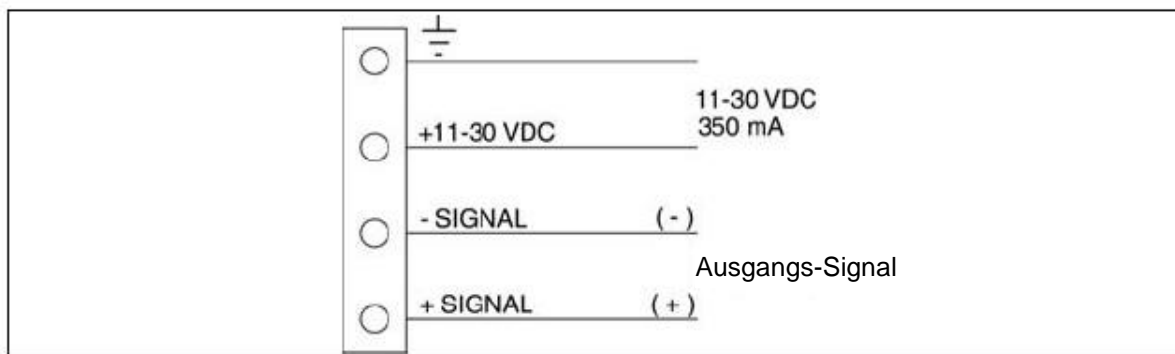 11-30 VDC
350 mA
+11-30 VDC
- SIGNAL (-)
Ausgangs-Signal
+ SIGNAL (+)